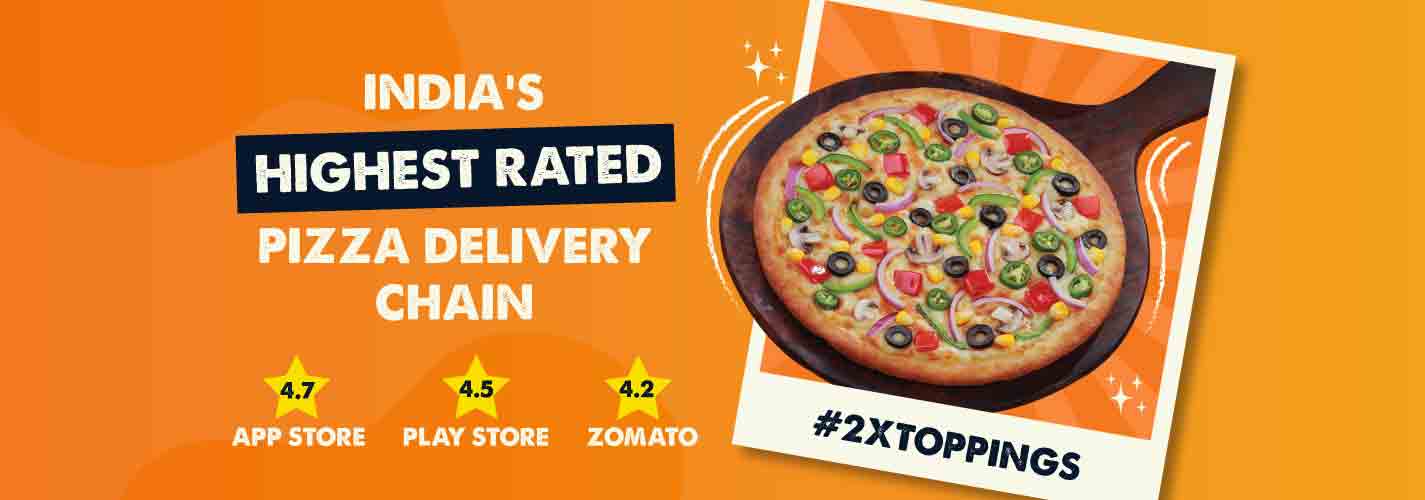 INDIA'S
HIGHEST RATED
PIZZA DELIVERY
CHAIN
4.7 4.5 4.2
APP STORE PLAY STORE ZOMATO
#2XTOPPINGS